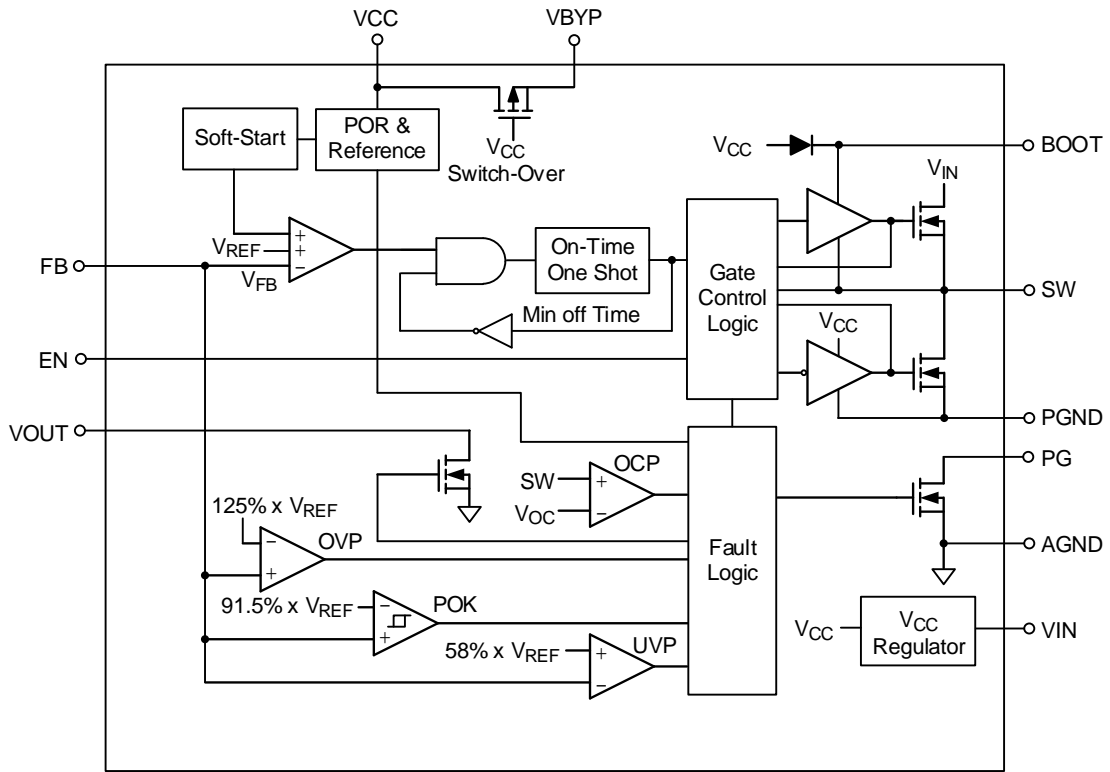 VCC
VBYP
Soft-Start
POR &
Reference
VCC
Switch-Over
VCC
BOOT
VIN
+
VREF
+
FB
VFB
−
On-Time
One Shot
Min off Time
Gate
Control
Logic
SW
VCC
EN
PGND
VOUT
PG
SW
+
OCP
VOC
−
125% x VREF
−
OVP
+
Fault
Logic
AGND
91.5% x VREF
−
POK
+
58% x VREF
+
UVP
−
VCC
VCC
Regulator
VIN